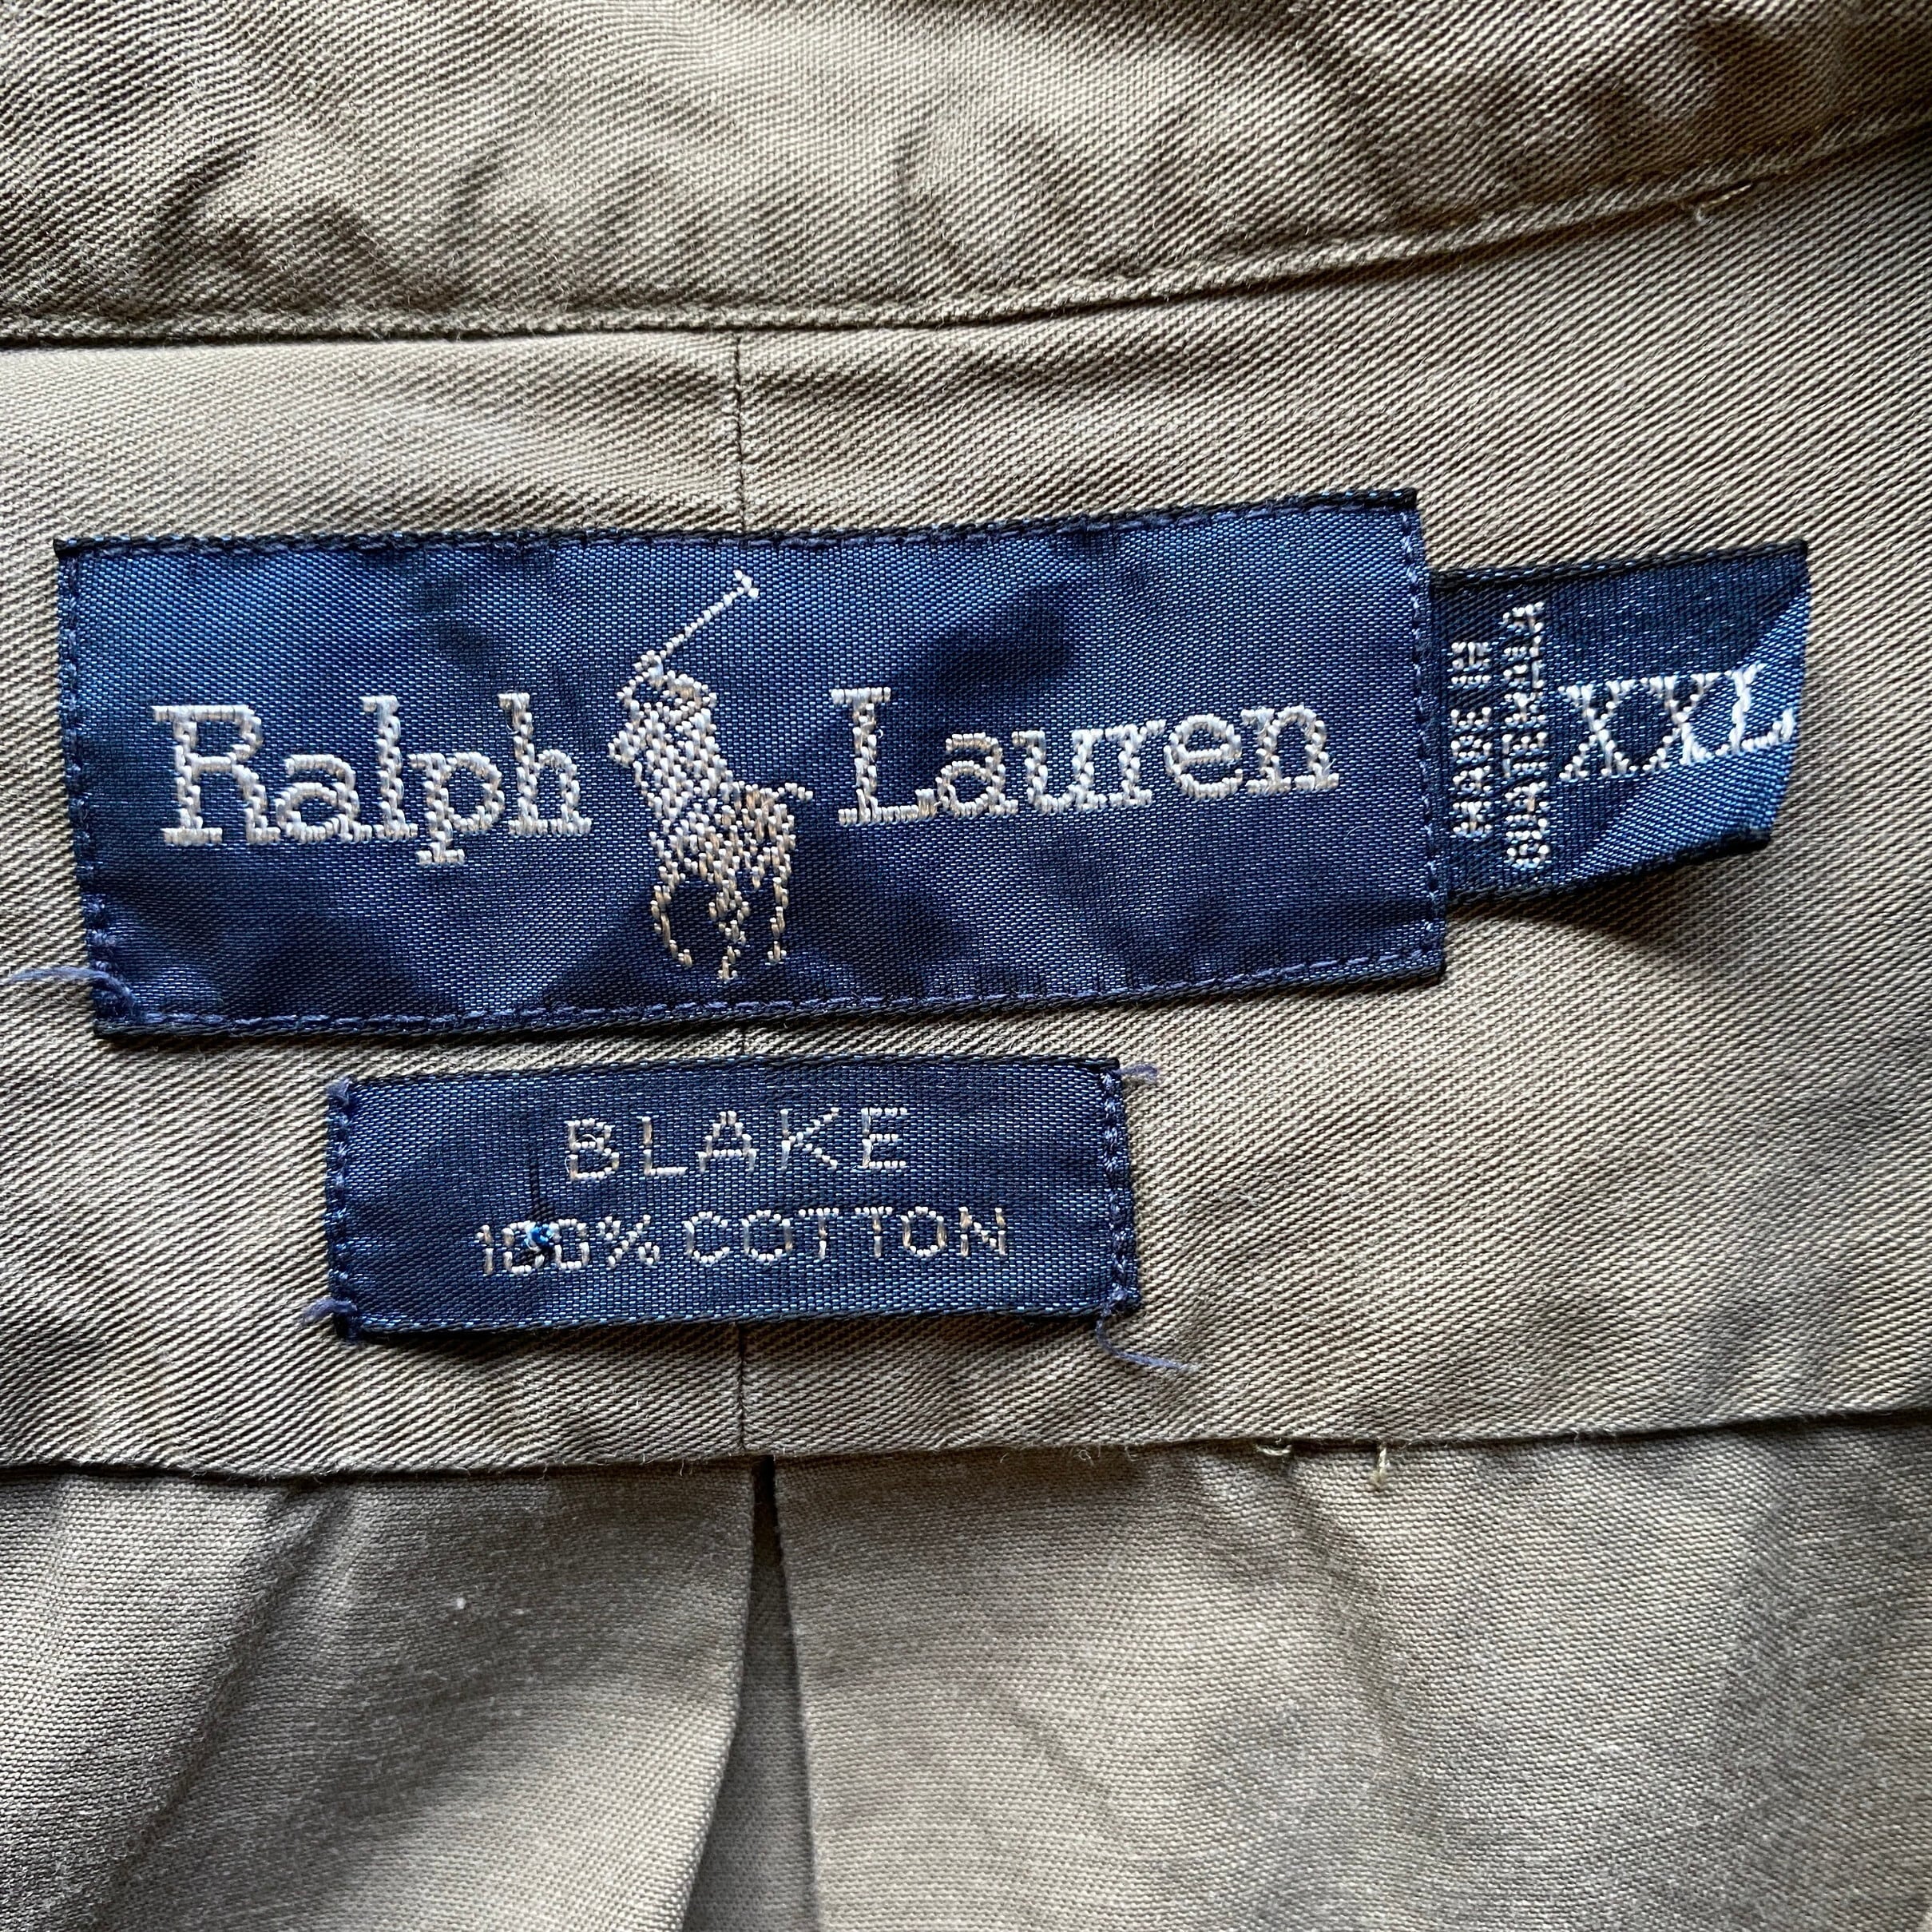 Ralph Lauren
MADE IN
GUATEMALA
XXL
BLAKE
100% COTTON